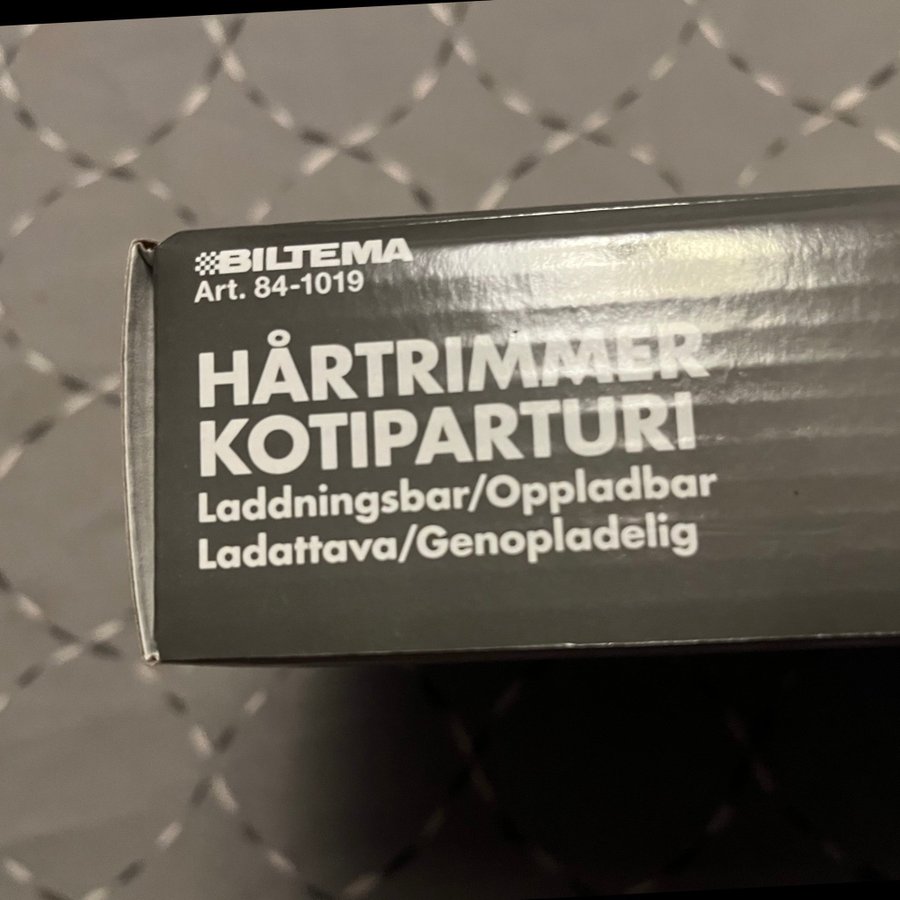 BILTEMA
Art. 84-1019
HÅRTRIMMER
KOTIPARTURI
Laddningsbar/Oppladbar
Ladattava/Genopladelig